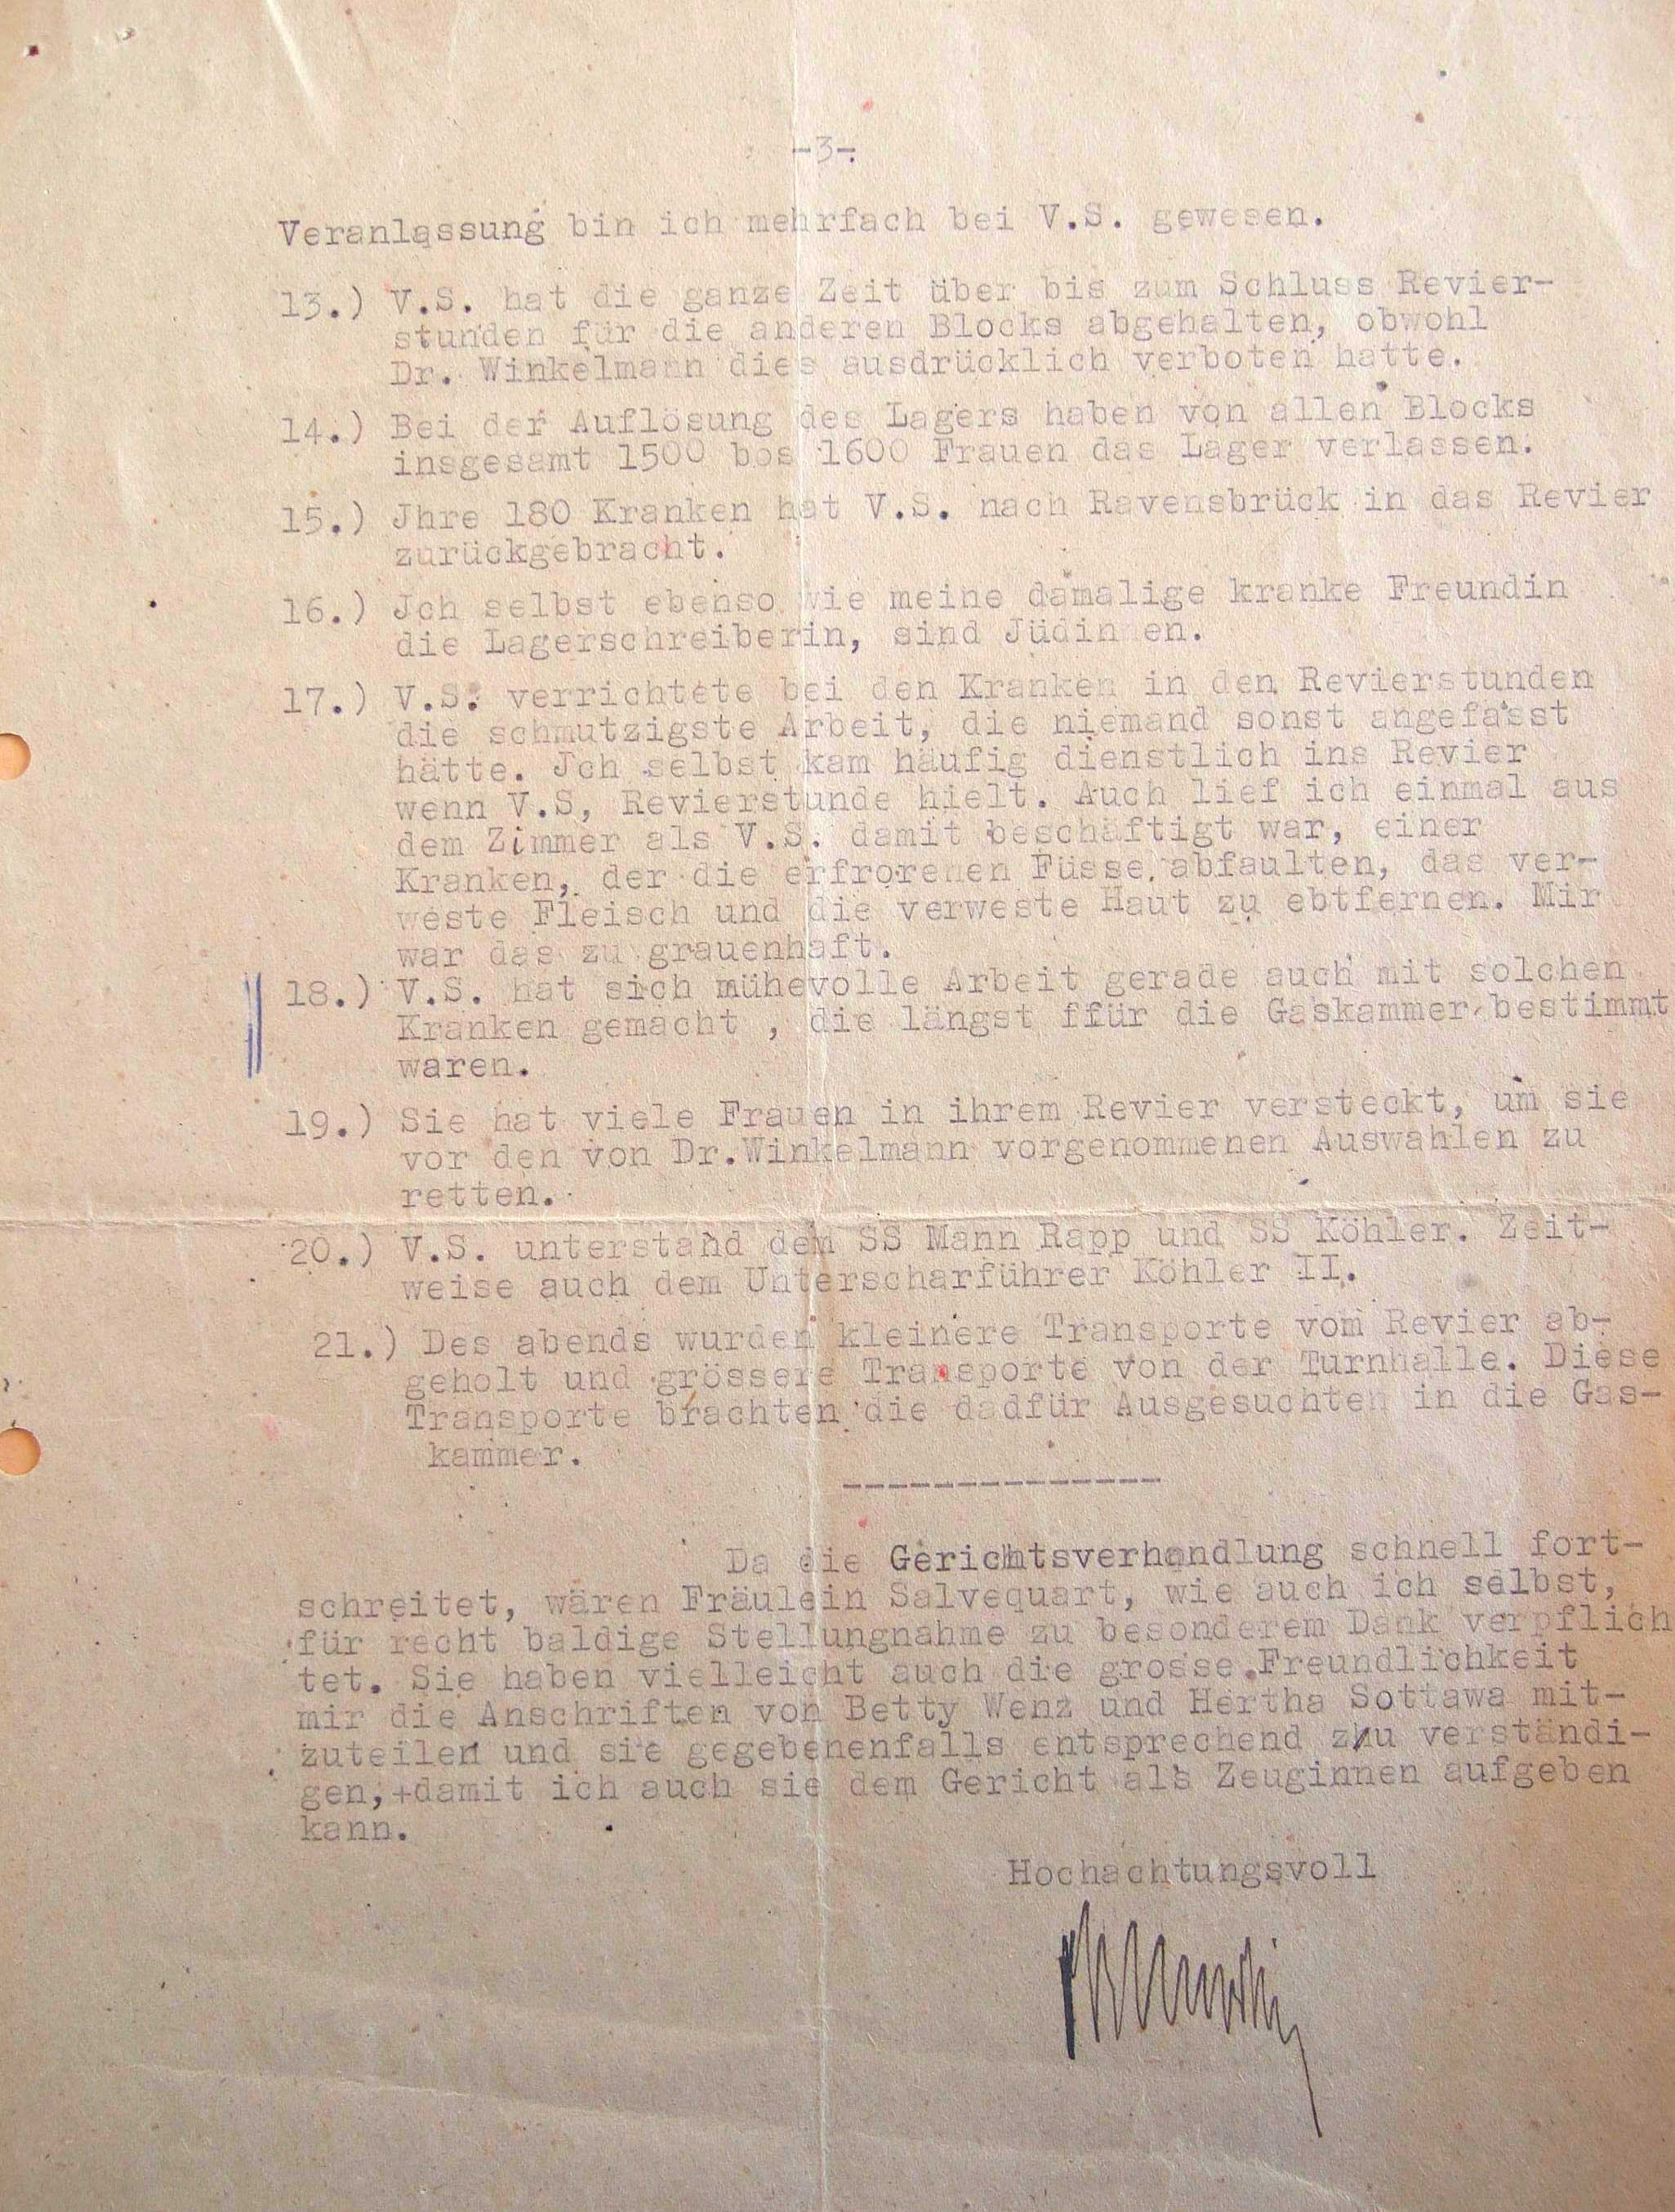 -3-
Veranlassung bin ich mehrfach bei V.S. gewesen.
13.) V.S. hat die ganze Zeit über bis zum Schluss Revier-
stunden für die anderen Blocks abgehalten, obwohl
Dr. Winkelmann dies ausdrücklich verboten hatte.
14.) Bei der Auflösung des Lagers haben von allen Blocks
insgesamt 1500 bos 1600 Frauen das Lager verlassen.
15.) Jhre 180 Kranken hat V.S. nach Ravensbrück in das Revier
zurückgebracht.
16.) Jch selbst ebenso wie meine damalige kranke Freundin
die Lagerschreiberin, sind Jüdinnen.
17.) V.S. verrichtete bei den Kranken in den Revierstunden
die schmutzigste Arbeit, die niemand sonst angefasst
hätte. Jch selbst kam häufig dienstlich ins Revier
wenn V.S, Revierstunde hielt. Auch lief ich einmal aus
dem Zimmer als V.S. damit beschäftigt war, einer
Kranken, der die erfrorenen Füsse abfaulten, das ver-
weste Fleisch und die verweste Haut zu ebtfernen. Mir
war das zu grauenhaft.
18.) V.S. hat sich mühevolle Arbeit gerade auch mit solchen
Kranken gemacht , die längst ffür die Gaskammer bestimmt
waren.
19.) Sie hat viele Frauen in ihrem Revier versteckt, um sie
vor den von Dr.Winkelmann vorgenommenen Auswahlen zu
retten.
20.) V.S. unterstand dem SS Mann Rapp und SS Köhler. Zeit-
weise auch dem Unterscharführer Köhler II.
21.) Des abends wurden kleinere Transporte vom Revier ab-
geholt und grössere Transporte von der Turnhalle. Diese
Transporte brachten die dadfür Ausgesuchten in die Gas-
kammer.
---------------
Da die Gerichtsverhandlung schnell fort-
schreitet, wären Fräulein Salvequart, wie auch ich selbst,
für recht baldige Stellungnahme zu besonderem Dank verpflich
tet. Sie haben vielleicht auch die grosse Freundlichkeit
mir die Anschriften von Betty Wenz und Hertha Sottawa mit-
zuteilen und sie gegebenenfalls entsprechend zu verständi-
gen,+damit ich auch sie dem Gericht als Zeuginnen aufgeben
kann.
Hochachtungsvoll